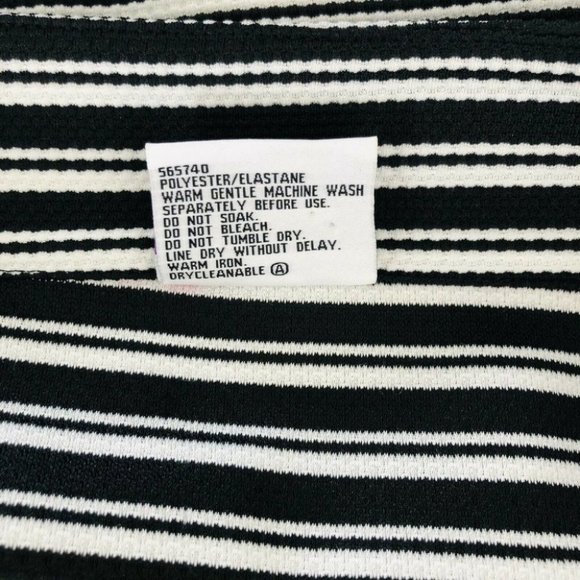 565740
POLYESTER/ELASTANE
WARM GENTLE MACHINE WASH
SEPARATELY BEFORE USE.
DO NOT SOAK.
DO NOT BLEACH.
DO NOT TUMBLE DRY.
LINE DRY WITHOUT DELAY.
WARM IRON.
DRYCLEANABLE Ⓐ